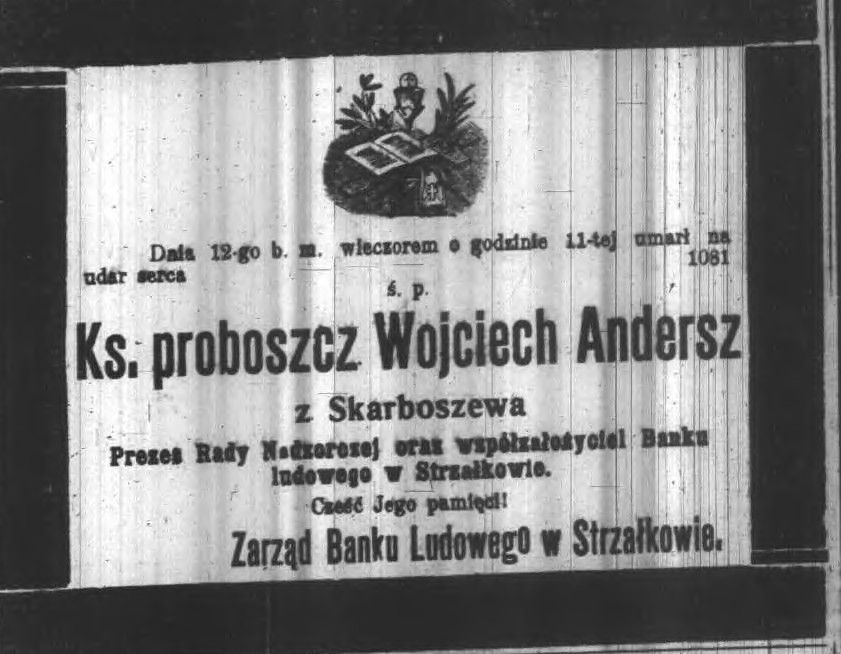 Dnia 12-go b. m. wieczorem o godzinie 11-tej umarł na
udar serca 1081
ś. p.
Ks. proboszcz Wojciech Andersz
z Skarboszewa
Prezes Rady Nadzorczej oraz współzałożyciel Banku
ludowego w Strzałkowie.
Cześć Jego pamięci!
Zarząd Banku Ludowego w Strzałkowie.